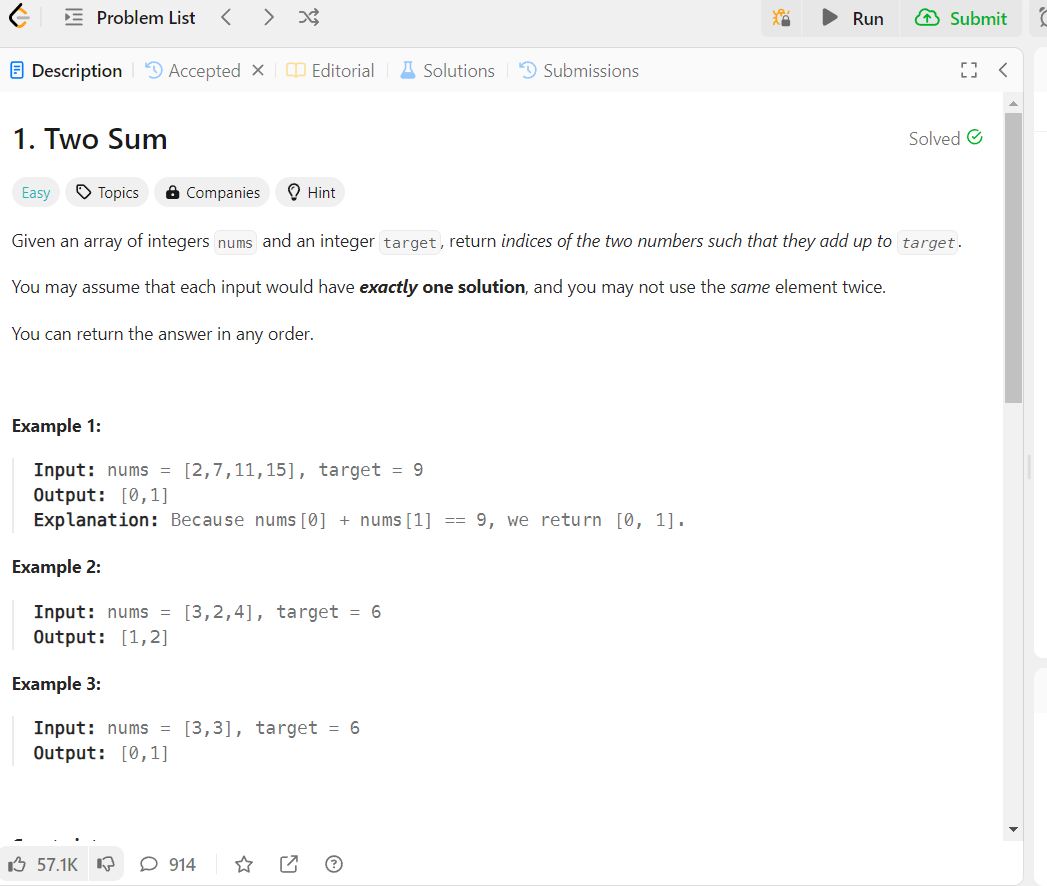 Problem List Run Submit
Description Accepted Editorial Solutions Submissions
1. Two Sum
Solved
Easy Topics Companies Hint
Given an array of integers nums and an integer target, return indices of the two numbers such that they add up to target.
You may assume that each input would have exactly one solution, and you may not use the same element twice.
You can return the answer in any order.
Example 1:
Input: nums = [2,7,11,15], target = 9
Output: [0,1]
Explanation: Because nums[0] + nums[1] == 9, we return [0, 1].
Example 2:
Input: nums = [3,2,4], target = 6
Output: [1,2]
Example 3:
Input: nums = [3,3], target = 6
Output: [0,1]
57.1K 914